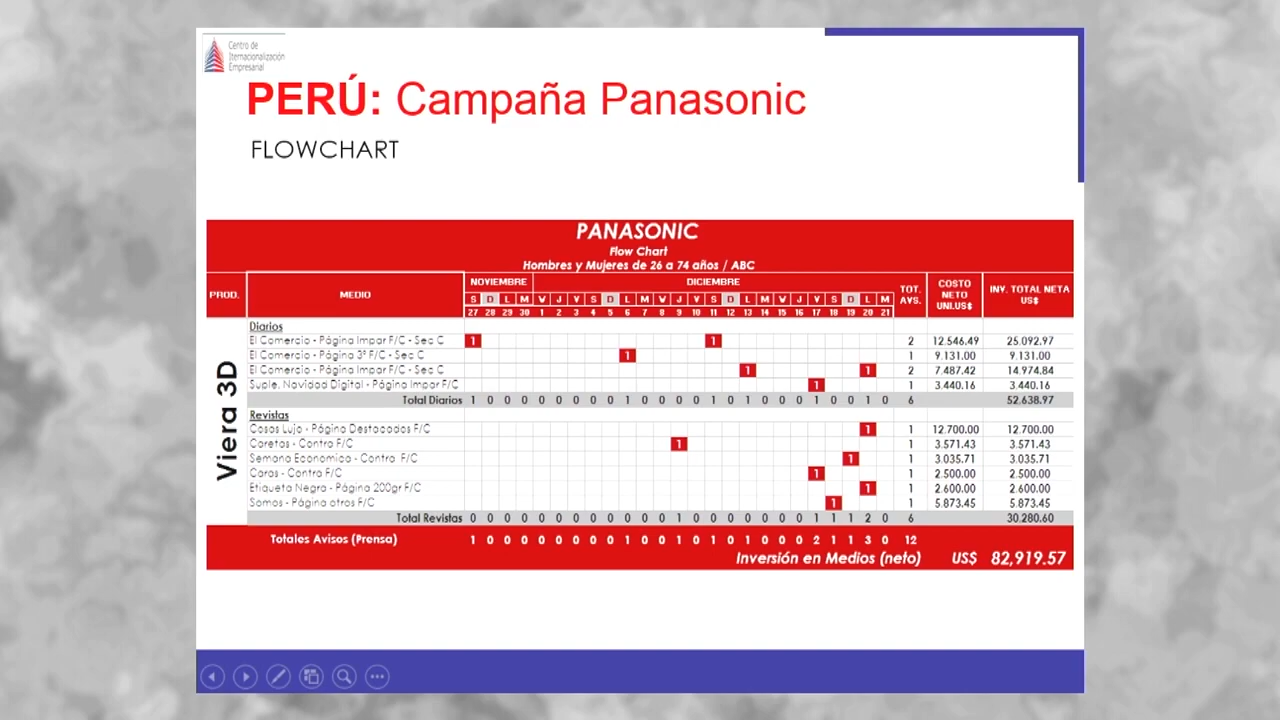 Centro de
Iternacionalización
Empresarial
PERÚ: Campaña Panasonic
FLOWCHART
PANASONIC
Flow Chart
Hombres y Mujeres de 26 a 74 años / ABC
PROD. MEDIO NOVIEMBRE DICIEMBRE TOT. AVS. COSTO NETO UNI.US$ INV. TOTAL NETA US$
S D L M W J V S D L M W J V S D L M W J V S D L M
27 28 29 30 1 2 3 4 5 6 7 8 9 10 11 12 13 14 15 16 17 18 19 20 21
Viera 3D
Diarios
El Comercio - Página Impar F/C - Sec C 1 1 2 12.546.49 25.092.97
El Comercio - Página 3ª F/C - Sec C 1 1 9.131.00 9.131.00
El Comercio - Página Impar F/C - Sec C 1 1 2 7.487.42 14.974.84
Suple. Navidad Digital - Página Impar F/C 1 1 3.440.16 3.440.16
Total Diarios 1 0 0 0 0 0 0 0 0 1 0 0 0 0 1 0 1 0 0 0 1 0 0 1 0 6 52.638.97
Revistas
Casas Lujo - Página Destacados F/C 1 1 12.700.00 12.700.00
Caretas - Contra F/C 1 1 3.571.43 3.571.43
Semana Economica - Contra F/C 1 1 3.035.71 3.035.71
Caras - Contra F/C 1 1 2.500.00 2.500.00
Etiqueta Negra - Página 200gr F/C 1 1 2.600.00 2.600.00
Somos - Página otros F/C 1 1 5.873.45 5.873.45
Total Revistas 0 0 0 0 0 0 0 0 0 0 0 0 1 0 0 0 0 0 0 0 1 1 1 2 0 6 30.280.60
Totales Avisos (Prensa) 1 0 0 0 0 0 0 0 0 1 0 0 1 0 1 0 1 0 0 0 2 1 1 3 0 12
Inversión en Medios (neto) US$ 82,919.57